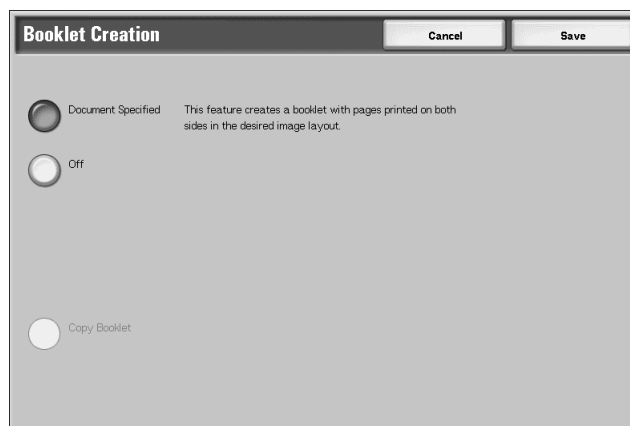 Booklet Creation
Cancel
Save
Document Specified
This feature creates a booklet with pages printed on both
sides in the desired image layout.
Off
Copy Booklet